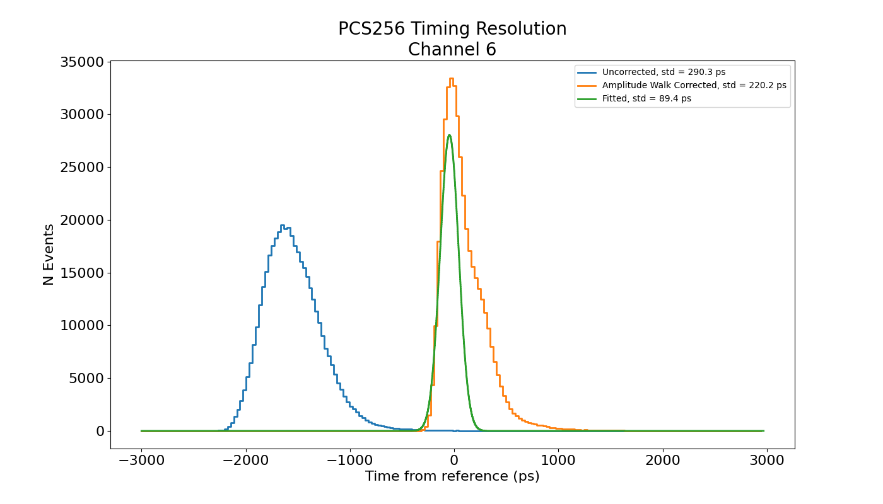 PCS256 Timing Resolution
Channel 6
Uncorrected, std = 290.3 ps
Amplitude Walk Corrected, std = 220.2 ps
Fitted, std = 89.4 ps
N Events
35000
30000
25000
20000
15000
10000
5000
0
−3000 −2000 −1000 0 1000 2000 3000
Time from reference (ps)